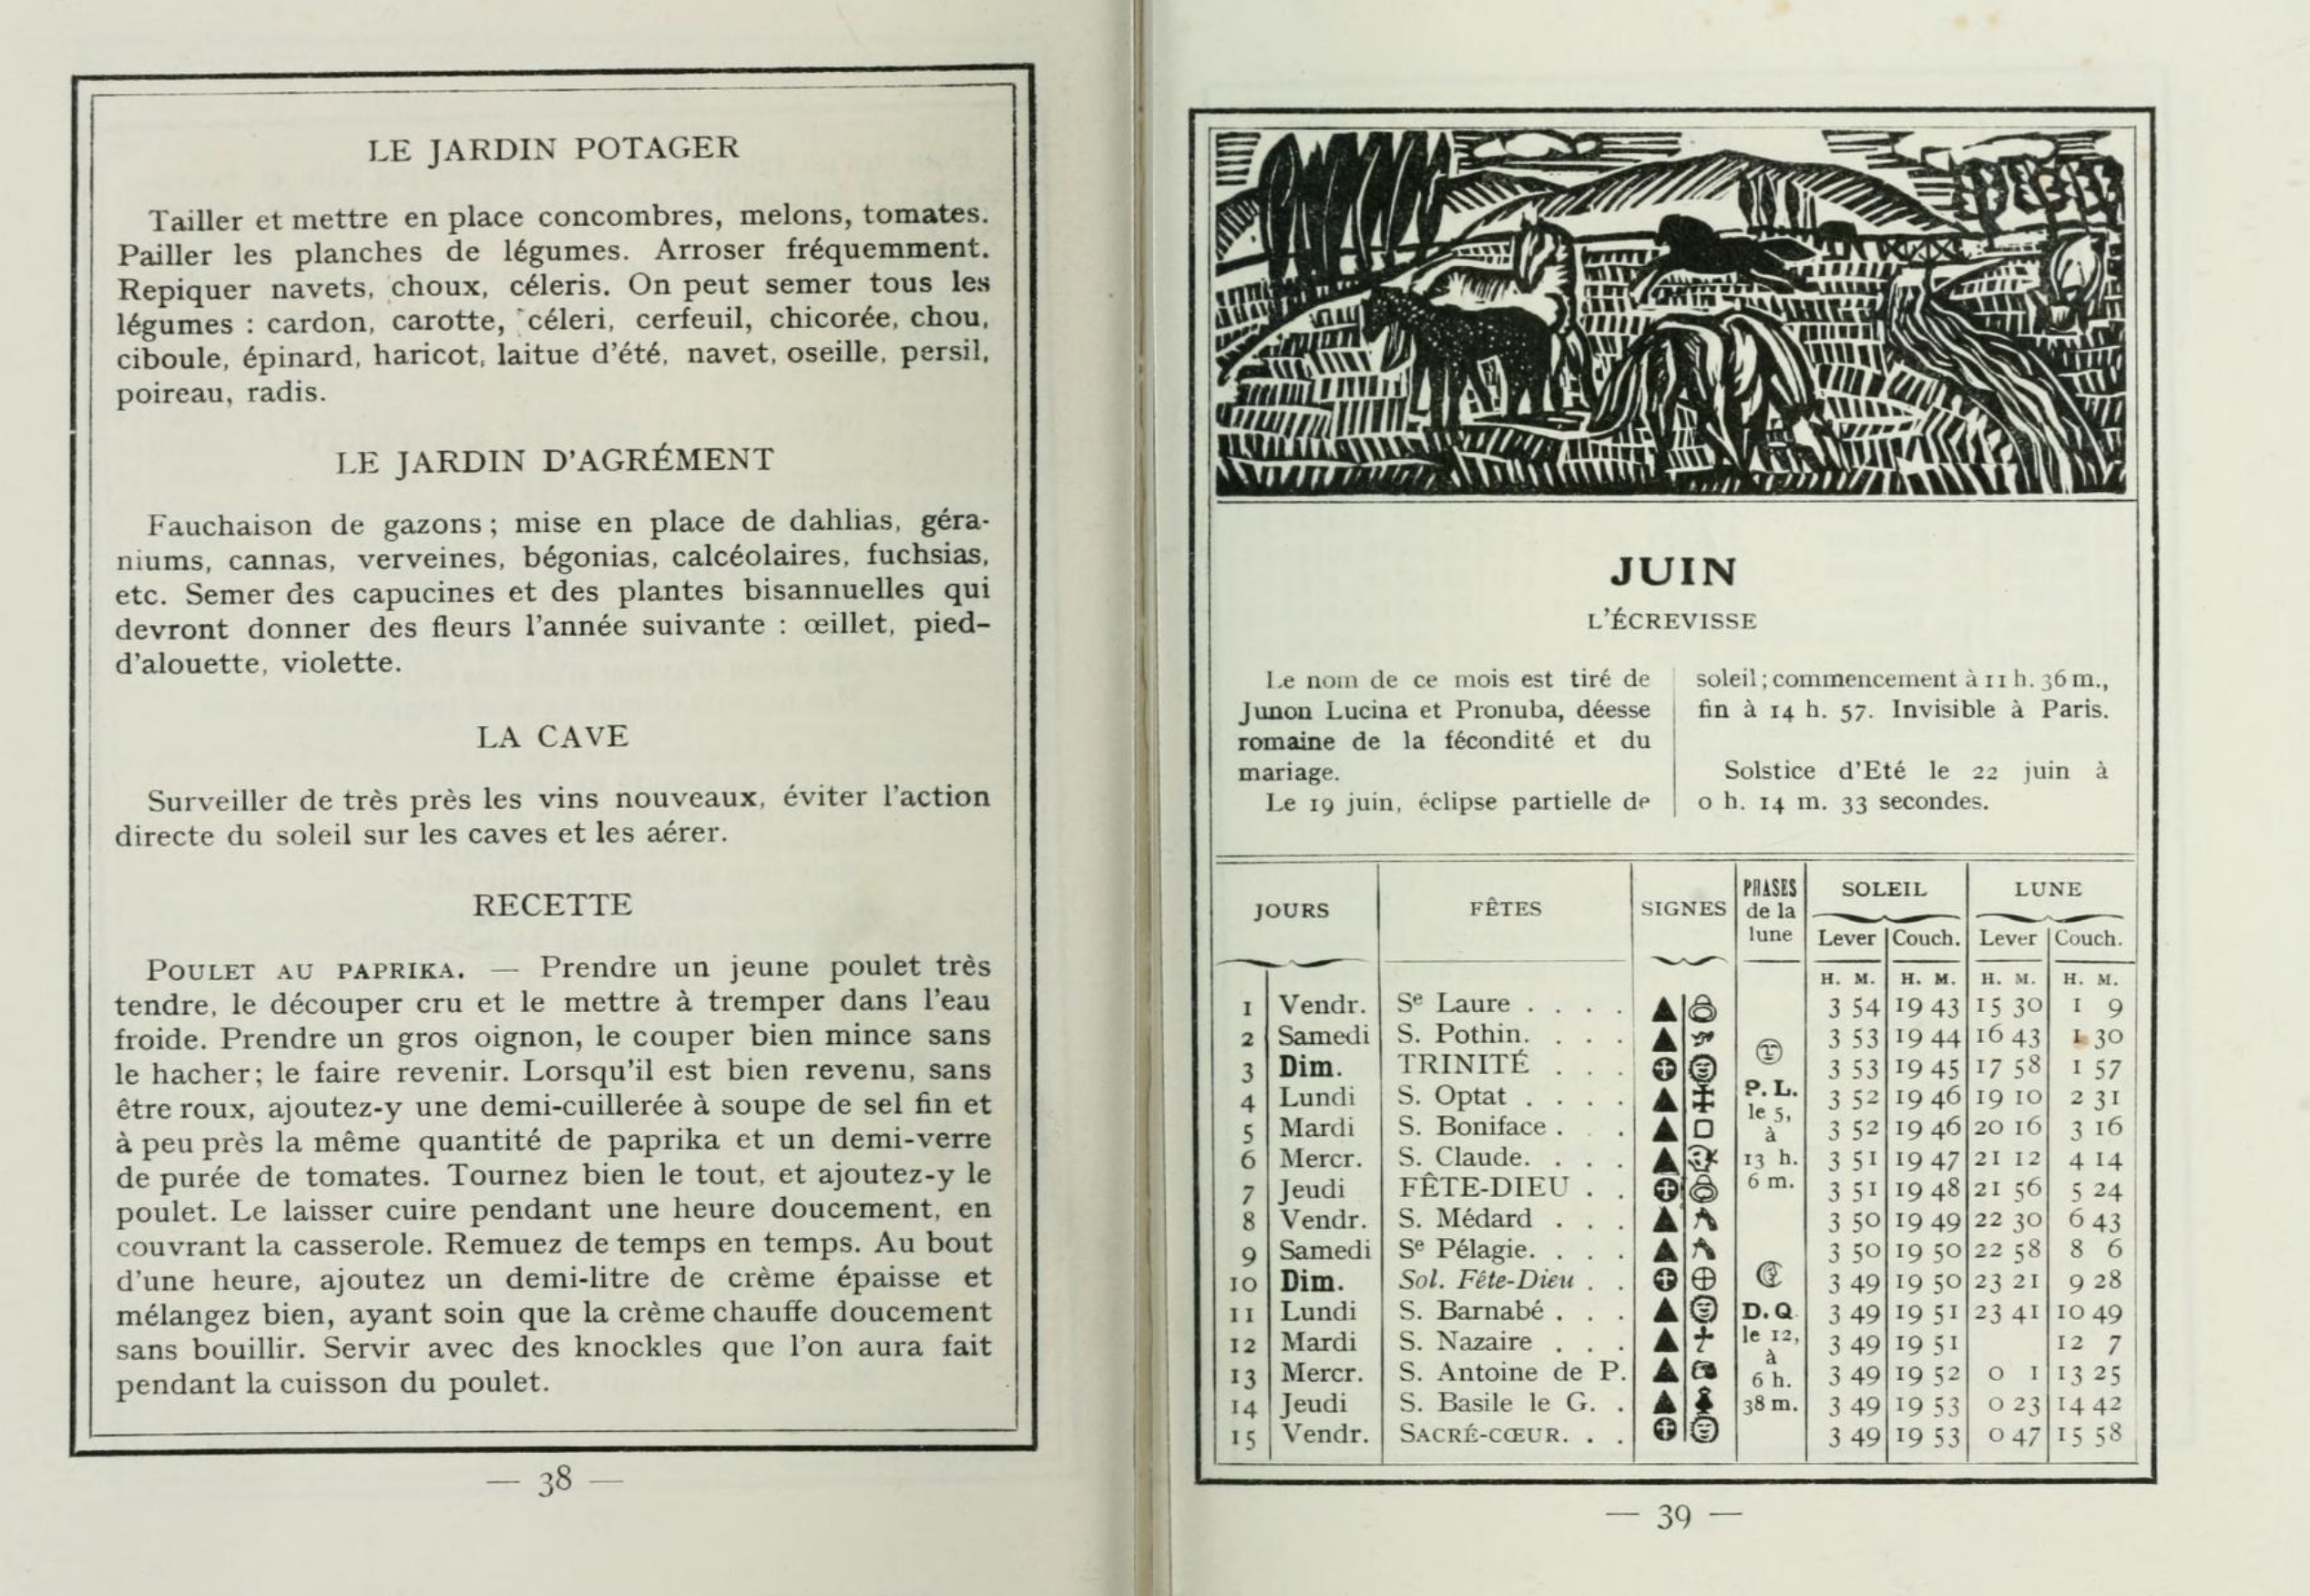 LE JARDIN POTAGER
Tailler et mettre en place concombres, melons, tomates.
Pailler les planches de légumes. Arroser fréquemment.
Repiquer navets, choux, céleris. On peut semer tous les
légumes : cardon, carotte, céleri, cerfeuil, chicorée, chou,
ciboule, épinard, haricot, laitue d'été, navet, oseille, persil,
poireau, radis.
LE JARDIN D'AGRÉMENT
Fauchaison de gazons ; mise en place de dahlias, géra-
niums, cannas, verveines, bégonias, calcéolaires, fuchsias,
etc. Semer des capucines et des plantes bisannuelles qui
devront donner des fleurs l'année suivante : œillet, pied-
d'alouette, violette.
LA CAVE
Surveiller de très près les vins nouveaux, éviter l'action
directe du soleil sur les caves et les aérer.
RECETTE
POULET AU PAPRIKA. — Prendre un jeune poulet très
tendre, le découper cru et le mettre à tremper dans l'eau
froide. Prendre un gros oignon, le couper bien mince sans
le hacher; le faire revenir. Lorsqu'il est bien revenu, sans
être roux, ajoutez-y une demi-cuillerée à soupe de sel fin et
à peu près la même quantité de paprika et un demi-verre
de purée de tomates. Tournez bien le tout, et ajoutez-y le
poulet. Le laisser cuire pendant une heure doucement, en
couvrant la casserole. Remuez de temps en temps. Au bout
d'une heure, ajoutez un demi-litre de crème épaisse et
mélangez bien, ayant soin que la crème chauffe doucement
sans bouillir. Servir avec des knockles que l'on aura fait
pendant la cuisson du poulet.
— 38 —
JUIN
L'ÉCREVISSE
Le nom de ce mois est tiré de
Junon Lucina et Pronuba, déesse
romaine de la fécondité et du
mariage.
Le 19 juin, éclipse partielle de
soleil ; commencement à 11 h. 36 m.,
fin à 14 h. 57. Invisible à Paris.
Solstice d'Eté le 22 juin à
0 h. 14 m. 33 secondes.
JOURS FÊTES SIGNES PHASES de la lune SOLEIL LUNE
Lever Couch. Lever Couch.
H. M. H. M. H. M. H. M.
1 Vendr. Se Laure . . . . 3 54 19 43 15 30 1 9
2 Samedi S. Pothin. . . . 3 53 19 44 16 43 1 30
3 Dim. TRINITÉ . . . 3 53 19 45 17 58 1 57
4 Lundi S. Optat . . . . P. L. 3 52 19 46 19 10 2 31
5 Mardi S. Boniface . . . le 5, à 3 52 19 46 20 16 3 16
6 Mercr. S. Claude. . . . 13 h. 3 51 19 47 21 12 4 14
7 Jeudi FÊTE-DIEU . . 6 m. 3 51 19 48 21 56 5 24
8 Vendr. S. Médard . . . 3 50 19 49 22 30 6 43
9 Samedi Se Pélagie. . . . 3 50 19 50 22 58 8 6
10 Dim. Sol. Fête-Dieu . . 3 49 19 50 23 21 9 28
11 Lundi S. Barnabé . . . D. Q. 3 49 19 51 23 41 10 49
12 Mardi S. Nazaire . . . le 12, à 3 49 19 51 12 7
13 Mercr. S. Antoine de P. 6 h. 3 49 19 52 0 1 13 25
14 Jeudi S. Basile le G. . 38 m. 3 49 19 53 0 23 14 42
15 Vendr. SACRÉ-CŒUR. . . 3 49 19 53 0 47 15 58
— 39 —